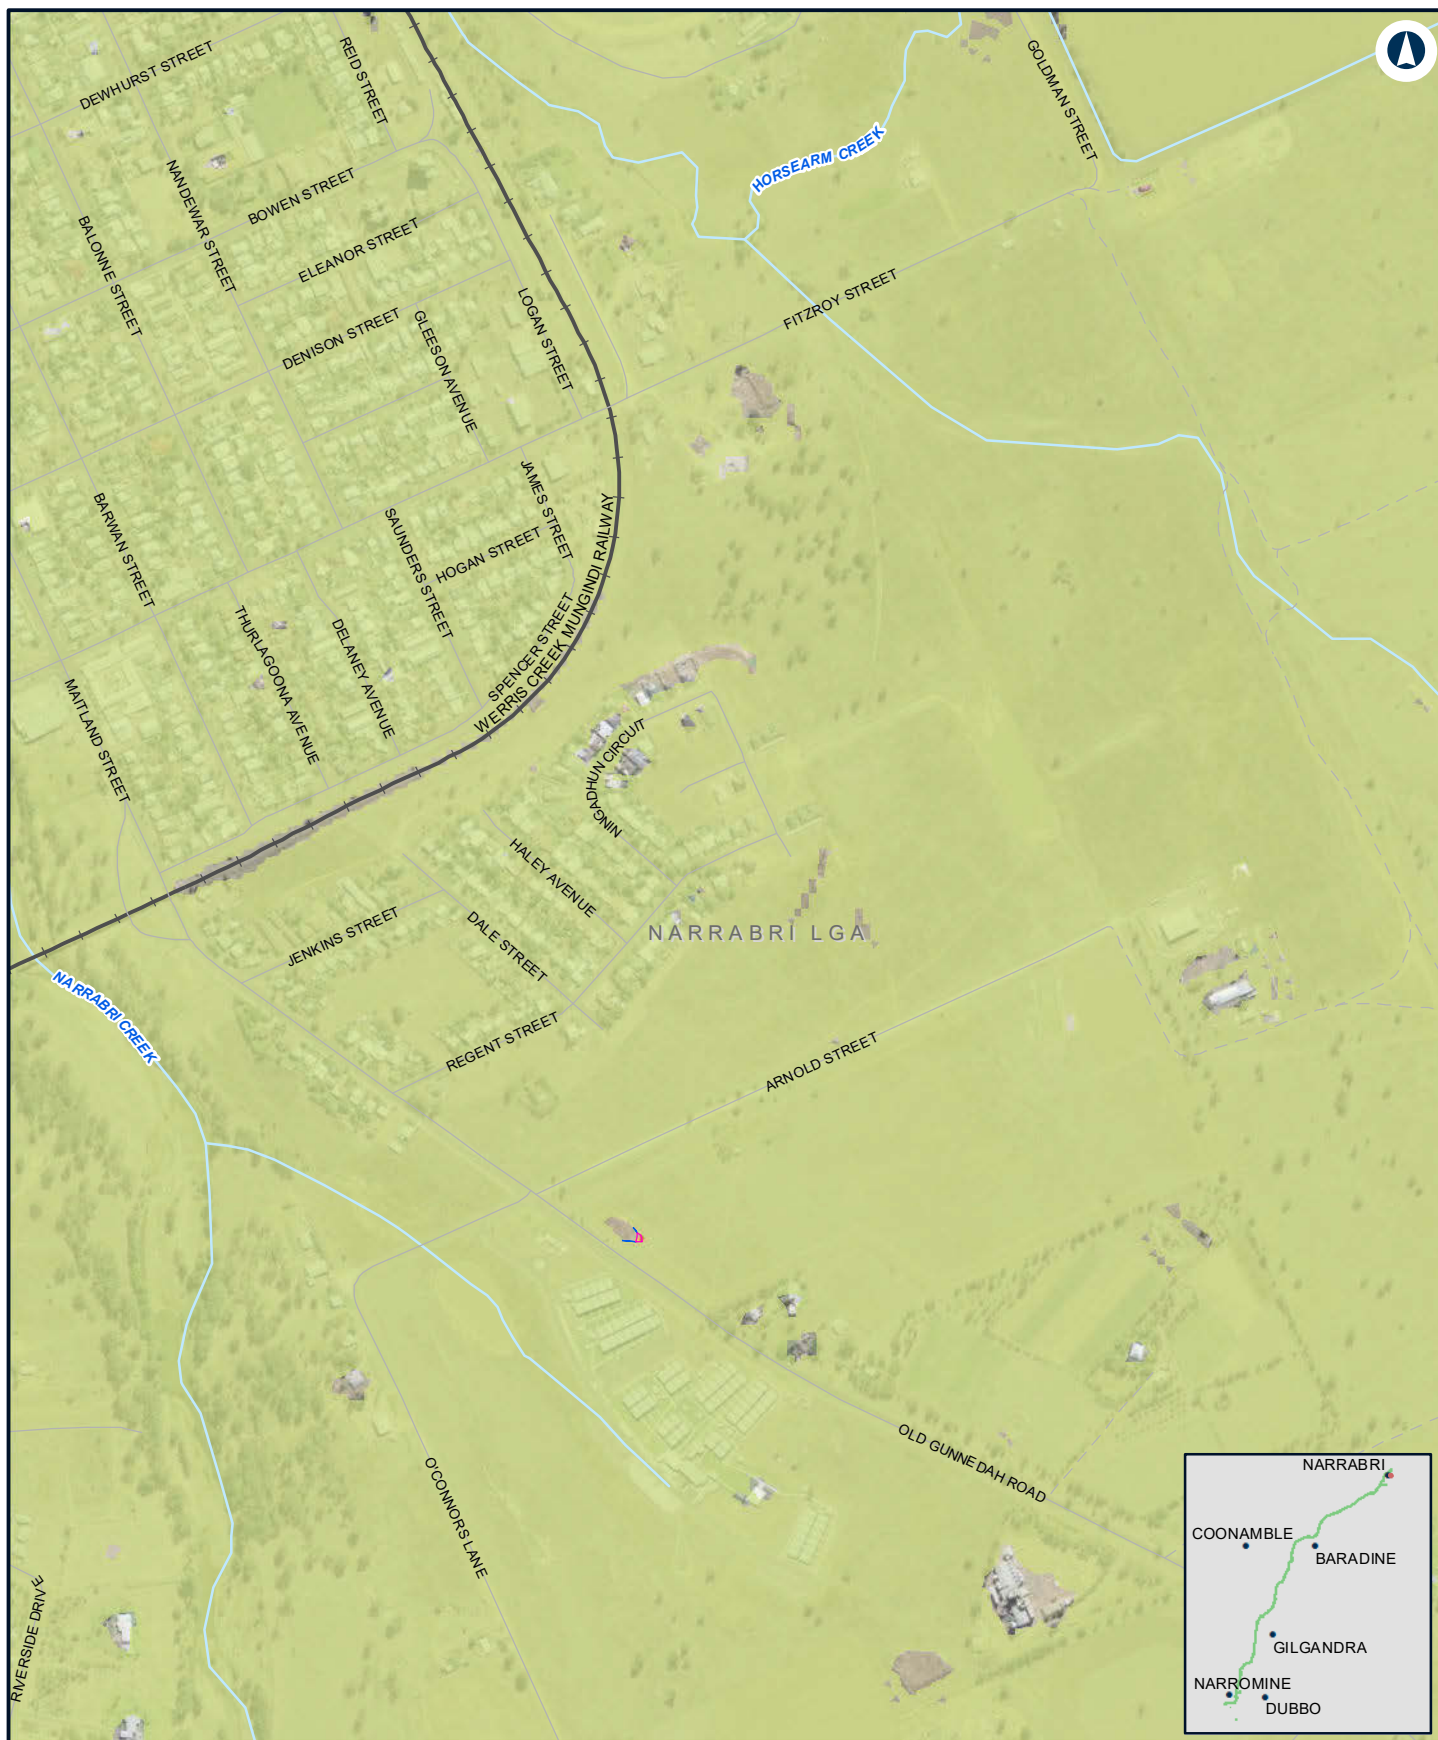 DEWHURST STREET
REID STREET
GOLDMAN STREET
HORSEARM CREEK
NANDEWAR STREET
BOWEN STREET
BALONNE STREET
ELEANOR STREET
FITZROY STREET
LOGAN STREET
DENISON STREET
GLEESON AVENUE
JAMES STREET
BARWAN STREET
SAUNDERS STREET
HOGAN STREET
WERRIS CREEK MUNGINDI RAILWAY
SPENCER STREET
THURLAGOONA AVENUE
DELANEY AVENUE
MAITLAND STREET
NINGADHUN CIRCUIT
HALEY AVENUE
JENKINS STREET
DALE STREET
NARRABRI LGA
NARRABRI CREEK
REGENT STREET
ARNOLD STREET
OLD GUNNEDAH ROAD
O'CONNORS LANE
RIVERSIDE DRIVE
NARRABRI
COONAMBLE
BARADINE
GILGANDRA
NARROMINE
DUBBO